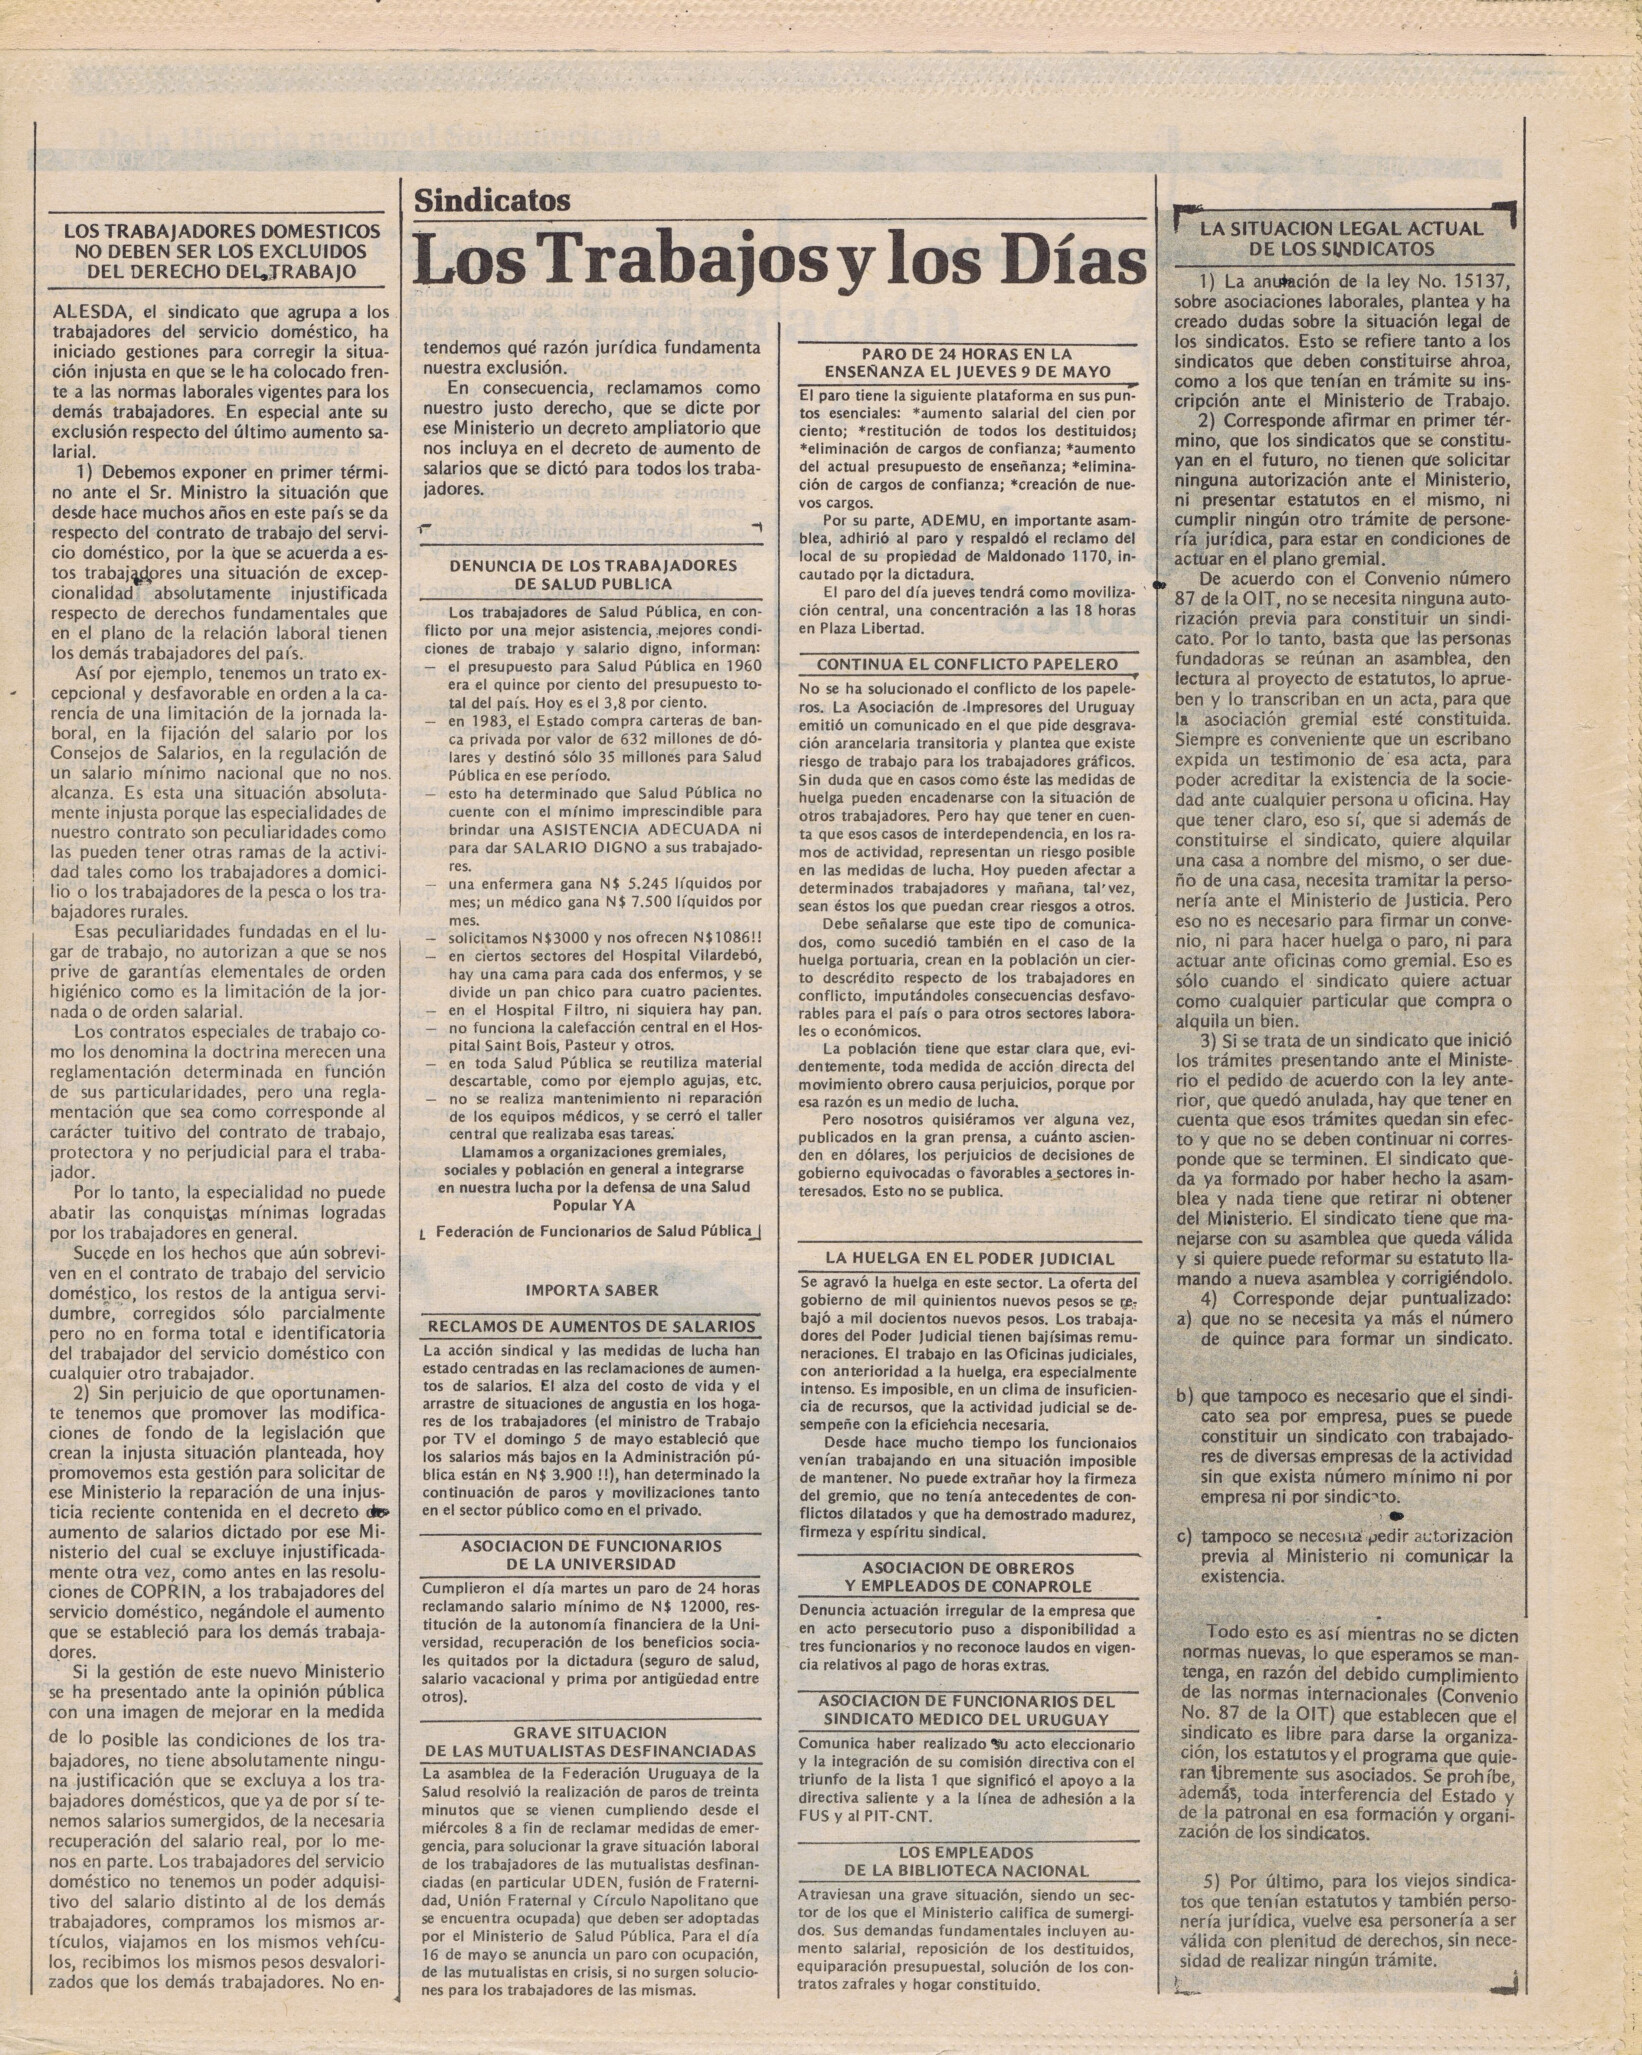 Sindicatos
Los Trabajos y los Días
LOS TRABAJADORES DOMESTICOS
NO DEBEN SER LOS EXCLUIDOS
DEL DERECHO DEL TRABAJO
ALESDA, el sindicato que agrupa a los
trabajadores del servicio doméstico, ha
iniciado gestiones para corregir la situa-
ción injusta en que se le ha colocado fren-
te a las normas laborales vigentes para los
demás trabajadores. En especial ante su
exclusión respecto del último aumento sa-
larial.
1) Debemos exponer en primer térmi-
no ante el Sr. Ministro la situación que
desde hace muchos años en este país se da
respecto del contrato de trabajo del servi-
cio doméstico, por la que se acuerda a es-
tos trabajadores una situación de excep-
cionalidad absolutamente injustificada
respecto de derechos fundamentales que
en el plano de la relación laboral tienen
los demás trabajadores del país.
Así por ejemplo, tenemos un trato ex-
cepcional y desfavorable en orden a la ca-
rencia de una limitación de la jornada la-
boral, en la fijación del salario por los
Consejos de Salarios, en la regulación de
un salario mínimo nacional que no nos.
alcanza. Es esta una situación absoluta-
mente injusta porque las especialidades de
nuestro contrato son peculiaridades como
las pueden tener otras ramas de la activi-
dad tales como los trabajadores a domici-
lio o los trabajadores de la pesca o los tra-
bajadores rurales.
Esas peculiaridades fundadas en el lu-
gar de trabajo, no autorizan a que se nos
prive de garantías elementales de orden
higiénico como es la limitación de la jor-
nada o de orden salarial.
Los contratos especiales de trabajo co-
mo los denomina la doctrina merecen una
reglamentación determinada en función
de sus particularidades, pero una regla-
mentación que sea como corresponde al
carácter tuitivo del contrato de trabajo,
protectora y no perjudicial para el traba-
jador.
Por lo tanto, la especialidad no puede
abatir las conquistas mínimas logradas
por los trabajadores en general.
Sucede en los hechos que aún sobrevi-
ven en el contrato de trabajo del servicio
doméstico, los restos de la antigua servi-
dumbre, corregidos sólo parcialmente
pero no en forma total e identificatoria
del trabajador del servicio doméstico con
cualquier otro trabajador.
2) Sin perjuicio de que oportunamen-
te tenemos que promover las modifica-
ciones de fondo de la legislación que
crean la injusta situación planteada, hoy
promovemos esta gestión para solicitar de
ese Ministerio la reparación de una injus-
ticia reciente contenida en el decreto de
aumento de salarios dictado por ese Mi-
nisterio del cual se excluye injustificada-
mente otra vez, como antes en las resolu-
ciones de COPRIN, a los trabajadores del
servicio doméstico, negándole el aumento
que se estableció para los demás trabaja-
dores.
Si la gestión de este nuevo Ministerio
se ha presentado ante la opinión pública
con una imagen de mejorar en la medida
de lo posible las condiciones de los tra-
bajadores, no tiene absolutamente ningu-
na justificación que se excluya a los tra-
bajadores domésticos, que ya de por sí te-
nemos salarios sumergidos, de la necesaria
recuperación del salario real, por lo me-
nos en parte. Los trabajadores del servicio
doméstico no tenemos un poder adquisi-
tivo del salario distinto al de los demás
trabajadores, compramos los mismos ar-
tículos, viajamos en los mismos vehícu-
los, recibimos los mismos pesos desvalori-
zados que los demás trabajadores. No en-
tendemos qué razón jurídica fundamenta
nuestra exclusión.
En consecuencia, reclamamos como
nuestro justo derecho, que se dicte por
ese Ministerio un decreto ampliatorio que
nos incluya en el decreto de aumento de
salarios que se dictó para todos los traba-
jadores.
DENUNCIA DE LOS TRABAJADORES
DE SALUD PUBLICA
Los trabajadores de Salud Pública, en con-
flicto por una mejor asistencia, mejores condi-
ciones de trabajo y salario digno, informan:
— el presupuesto para Salud Pública en 1960
era el quince por ciento del presupuesto to-
tal del país. Hoy es el 3,8 por ciento.
— en 1983, el Estado compra carteras de ban-
ca privada por valor de 632 millones de dó-
lares y destinó sólo 35 millones para Salud
Pública en ese período.
— esto ha determinado que Salud Pública no
cuente con el mínimo imprescindible para
brindar una ASISTENCIA ADECUADA ni
para dar SALARIO DIGNO a sus trabajado-
res.
— una enfermera gana N$ 5.245 líquidos por
mes; un médico gana N$ 7.500 líquidos por
mes.
— solicitamos N$3000 y nos ofrecen N$1086!!
— en ciertos sectores del Hospital Vilardebó,
hay una cama para cada dos enfermos, y se
divide un pan chico para cuatro pacientes.
— en el Hospital Filtro, ni siquiera hay pan.
— no funciona la calefacción central en el Hos-
pital Saint Bois, Pasteur y otros.
— en toda Salud Pública se reutiliza material
descartable, como por ejemplo agujas, etc.
— no se realiza mantenimiento ni reparación
de los equipos médicos, y se cerró el taller
central que realizaba esas tareas.
Llamamos a organizaciones gremiales,
sociales y población en general a integrarse
en nuestra lucha por la defensa de una Salud
Popular YA
Federación de Funcionarios de Salud Pública
IMPORTA SABER
RECLAMOS DE AUMENTOS DE SALARIOS
La acción sindical y las medidas de lucha han
estado centradas en las reclamaciones de aumen-
tos de salarios. El alza del costo de vida y el
arrastre de situaciones de angustia en los hoga-
res de los trabajadores (el ministro de Trabajo
por TV el domingo 5 de mayo estableció que
los salarios más bajos en la Administración pú-
blica están en N$ 3.900 !!), han determinado la
continuación de paros y movilizaciones tanto
en el sector público como en el privado.
ASOCIACION DE FUNCIONARIOS
DE LA UNIVERSIDAD
Cumplieron el día martes un paro de 24 horas
reclamando salario mínimo de N$ 12000, res-
titución de la autonomía financiera de la Uni-
versidad, recuperación de los beneficios socia-
les quitados por la dictadura (seguro de salud,
salario vacacional y prima por antigüedad entre
otros).
GRAVE SITUACION
DE LAS MUTUALISTAS DESFINANCIADAS
La asamblea de la Federación Uruguaya de la
Salud resolvió la realización de paros de treinta
minutos que se vienen cumpliendo desde el
miércoles 8 a fin de reclamar medidas de emer-
gencia, para solucionar la grave situación laboral
de los trabajadores de las mutualistas desfinan-
ciadas (en particular UDEN, fusión de Fraterni-
dad, Unión Fraternal y Círculo Napolitano que
se encuentra ocupada) que deben ser adoptadas
por el Ministerio de Salud Pública. Para el día
16 de mayo se anuncia un paro con ocupación,
de las mutualistas en crisis, si no surgen solucio-
nes para los trabajadores de las mismas.
PARO DE 24 HORAS EN LA
ENSEÑANZA EL JUEVES 9 DE MAYO
El paro tiene la siguiente plataforma en sus pun-
tos esenciales: *aumento salarial del cien por
ciento; *restitución de todos los destituidos;
*eliminación de cargos de confianza; *aumento
del actual presupuesto de enseñanza; *elimina-
ción de cargos de confianza; *creación de nue-
vos cargos.
Por su parte, ADEMU, en importante asam-
blea, adhirió al paro y respaldó el reclamo del
local de su propiedad de Maldonado 1170, in-
cautado por la dictadura.
El paro del día jueves tendrá como moviliza-
ción central, una concentración a las 18 horas
en Plaza Libertad.
CONTINUA EL CONFLICTO PAPELERO
No se ha solucionado el conflicto de los papele-
ros. La Asociación de Impresores del Uruguay
emitió un comunicado en el que pide desgrava-
ción arancelaria transitoria y plantea que existe
riesgo de trabajo para los trabajadores gráficos.
Sin duda que en casos como éste las medidas de
huelga pueden encadenarse con la situación de
otros trabajadores. Pero hay que tener en cuen-
ta que esos casos de interdependencia, en los ra-
mos de actividad, representan un riesgo posible
en las medidas de lucha. Hoy pueden afectar a
determinados trabajadores y mañana, tal vez,
sean éstos los que puedan crear riesgos a otros.
Debe señalarse que este tipo de comunica-
dos, como sucedió también en el caso de la
huelga portuaria, crean en la población un cier-
to descrédito respecto de los trabajadores en
conflicto, imputándoles consecuencias desfavo-
rables para el país o para otros sectores labora-
les o económicos.
La población tiene que estar clara que, evi-
dentemente, toda medida de acción directa del
movimiento obrero causa perjuicios, porque por
esa razón es un medio de lucha.
Pero nosotros quisiéramos ver alguna vez,
publicados en la gran prensa, a cuánto ascien-
den en dólares, los perjuicios de decisiones de
gobierno equivocadas o favorables a sectores in-
teresados. Esto no se publica.
LA HUELGA EN EL PODER JUDICIAL
Se agravó la huelga en este sector. La oferta del
gobierno de mil quinientos nuevos pesos se re-
bajó a mil docientos nuevos pesos. Los trabaja-
dores del Poder Judicial tienen bajísimas remu-
neraciones. El trabajo en las Oficinas judiciales,
con anterioridad a la huelga, era especialmente
intenso. Es imposible, en un clima de insuficien-
cia de recursos, que la actividad judicial se de-
sempeñe con la eficiencia necesaria.
Desde hace mucho tiempo los funcionaios
venían trabajando en una situación imposible
de mantener. No puede extrañar hoy la firmeza
del gremio, que no tenía antecedentes de con-
flictos dilatados y que ha demostrado madurez,
firmeza y espíritu sindical.
ASOCIACION DE OBREROS
Y EMPLEADOS DE CONAPROLE
Denuncia actuación irregular de la empresa que
en acto persecutorio puso a disponibilidad a
tres funcionarios y no reconoce laudos en vigen-
cia relativos al pago de horas extras.
ASOCIACION DE FUNCIONARIOS DEL
SINDICATO MEDICO DEL URUGUAY
Comunica haber realizado su acto eleccionario
y la integración de su comisión directiva con el
triunfo de la lista 1 que significó el apoyo a la
directiva saliente y a la línea de adhesión a la
FUS y al PIT-CNT.
LOS EMPLEADOS
DE LA BIBLIOTECA NACIONAL
Atraviesan una grave situación, siendo un sec-
tor de los que el Ministerio califica de sumergi-
dos. Sus demandas fundamentales incluyen au-
mento salarial, reposición de los destituidos,
equiparación presupuestal, solución de los con-
tratos zafrales y hogar constituido.
LA SITUACION LEGAL ACTUAL
DE LOS SINDICATOS
1) La anulación de la ley No. 15137,
sobre asociaciones laborales, plantea y ha
creado dudas sobre la situación legal de
los sindicatos. Esto se refiere tanto a los
sindicatos que deben constituirse ahroa,
como a los que tenían en trámite su ins-
cripción ante el Ministerio de Trabajo.
2) Corresponde afirmar en primer tér-
mino, que los sindicatos que se constitu-
yan en el futuro, no tienen que solicitar
ninguna autorización ante el Ministerio,
ni presentar estatutos en el mismo, ni
cumplir ningún otro trámite de persone-
ría jurídica, para estar en condiciones de
actuar en el plano gremial.
De acuerdo con el Convenio número
87 de la OIT, no se necesita ninguna auto-
rización previa para constituir un sindi-
cato. Por lo tanto, basta que las personas
fundadoras se reúnan an asamblea, den
lectura al proyecto de estatutos, lo aprue-
ben y lo transcriban en un acta, para que
la asociación gremial esté constituida.
Siempre es conveniente que un escribano
expida un testimonio de esa acta, para
poder acreditar la existencia de la socie-
dad ante cualquier persona u oficina. Hay
que tener claro, eso sí, que si además de
constituirse el sindicato, quiere alquilar
una casa a nombre del mismo, o ser due-
ño de una casa, necesita tramitar la perso-
nería ante el Ministerio de Justicia. Pero
eso no es necesario para firmar un conve-
nio, ni para hacer huelga o paro, ni para
actuar ante oficinas como gremial. Eso es
sólo cuando el sindicato quiere actuar
como cualquier particular que compra o
alquila un bien.
3) Si se trata de un sindicato que inició
los trámites presentando ante el Ministe-
rio el pedido de acuerdo con la ley ante-
rior, que quedó anulada, hay que tener en
cuenta que esos trámites quedan sin efec-
to y que no se deben continuar ni corres-
ponde que se terminen. El sindicato que-
da ya formado por haber hecho la asam-
blea y nada tiene que retirar ni obtener
del Ministerio. El sindicato tiene que ma-
nejarse con su asamblea que queda válida
y si quiere puede reformar su estatuto lla-
mando a nueva asamblea y corrigiéndolo.
4) Corresponde dejar puntualizado:
a) que no se necesita ya más el número
de quince para formar un sindicato.
b) que tampoco es necesario que el sindi-
cato sea por empresa, pues se puede
constituir un sindicato con trabajado-
res de diversas empresas de la actividad
sin que exista número mínimo ni por
empresa ni por sindicato.
c) tampoco se necesita pedir autorización
previa al Ministerio ni comunicar la
existencia.
Todo esto es así mientras no se dicten
normas nuevas, lo que esperamos se man-
tenga, en razón del debido cumplimiento
de las normas internacionales (Convenio
No. 87 de la OIT) que establecen que el
sindicato es libre para darse la organiza-
ción, los estatutos y el programa que quie-
ran libremente sus asociados. Se prohíbe,
además, toda interferencia del Estado y
de la patronal en esa formación y organi-
zación de los sindicatos.
5) Por último, para los viejos sindica-
tos que tenían estatutos y también perso-
nería jurídica, vuelve esa personería a ser
válida con plenitud de derechos, sin nece-
sidad de realizar ningún trámite.